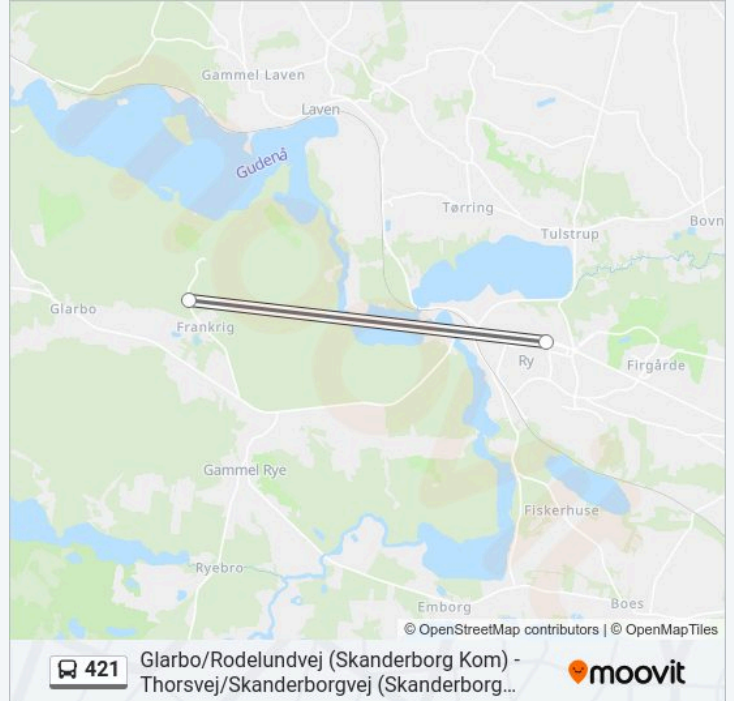 Gammel Laven
Laven
Gudenå
Tørring
Tulstrup
Bovn
Glarbo
Frankrig
Ry
Firgårde
Gammel Rye
Fiskerhuse
Ryebro
Emborg
Boes
© OpenStreetMap contributors | © OpenMapTiles
421
Glarbo/Rodelundvej (Skanderborg Kom) -
Thorsvej/Skanderborgvej (Skanderborg…
moovit